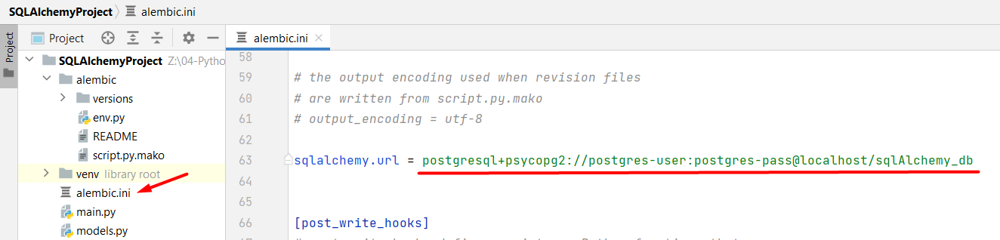 SQLAlchemyProject alembic.ini
Project
Project
SQLAlchemyProject Z:\04-Pytho
alembic
versions
env.py
README
script.py.mako
venv library root
alembic.ini
main.py
models.py
alembic.ini
58
59 # the output encoding used when revision files
60 # are written from script.py.mako
61 # output_encoding = utf-8
62
63 sqlalchemy.url = postgresql+psycopg2://postgres-user:postgres-pass@localhost/sqlAlchemy_db
64
65
66 [post_write_hooks]